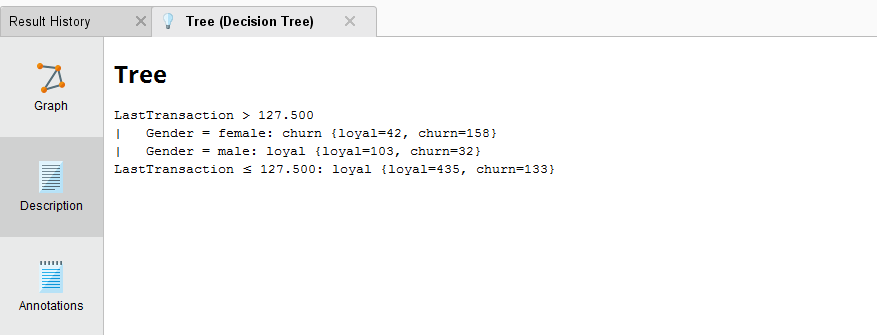 Result History
Tree (Decision Tree)
Graph
Description
Annotations
Tree
LastTransaction > 127.500
|   Gender = female: churn {loyal=42, churn=158}
|   Gender = male: loyal {loyal=103, churn=32}
LastTransaction ≤ 127.500: loyal {loyal=435, churn=133}